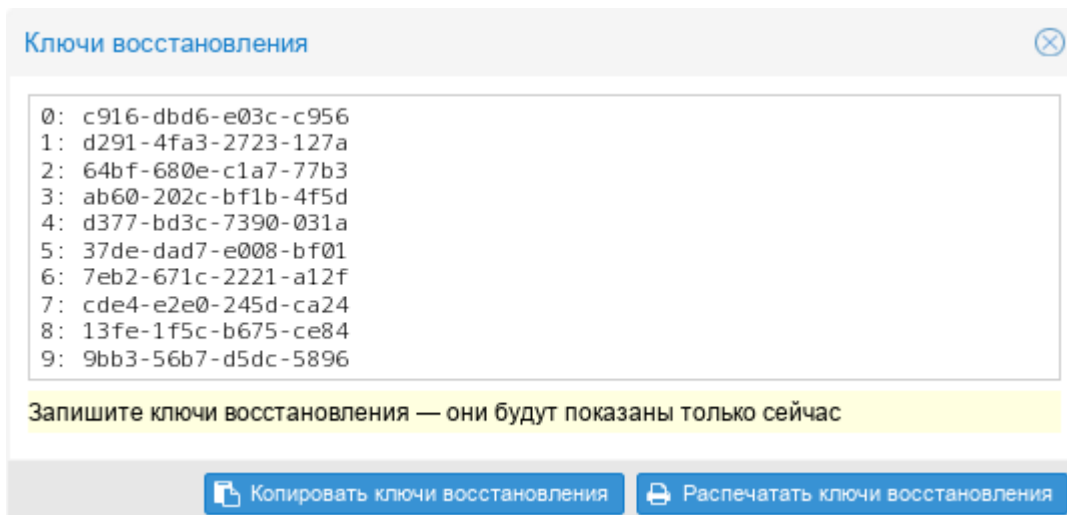 Ключи восстановления
0: c916-dbd6-e03c-c956
1: d291-4fa3-2723-127a
2: 64bf-680e-c1a7-77b3
3: ab60-202c-bf1b-4f5d
4: d377-bd3c-7390-031a
5: 37de-dad7-e008-bf01
6: 7eb2-671c-2221-a12f
7: cde4-e2e0-245d-ca24
8: 13fe-1f5c-b675-ce84
9: 9bb3-56b7-d5dc-5896
Запишите ключи восстановления — они будут показаны только сейчас
Копировать ключи восстановления Распечатать ключи восстановления